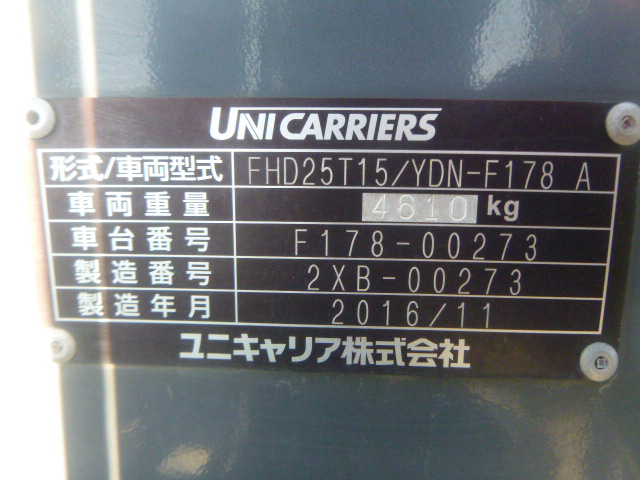 UNICARRIERS
形式/車両型式 FHD25T15/YDN-F178 A
車両重量 4610 kg
車台番号 F178-00273
製造番号 2XB-00273
製造年月 2016/11
ユニキャリア株式会社